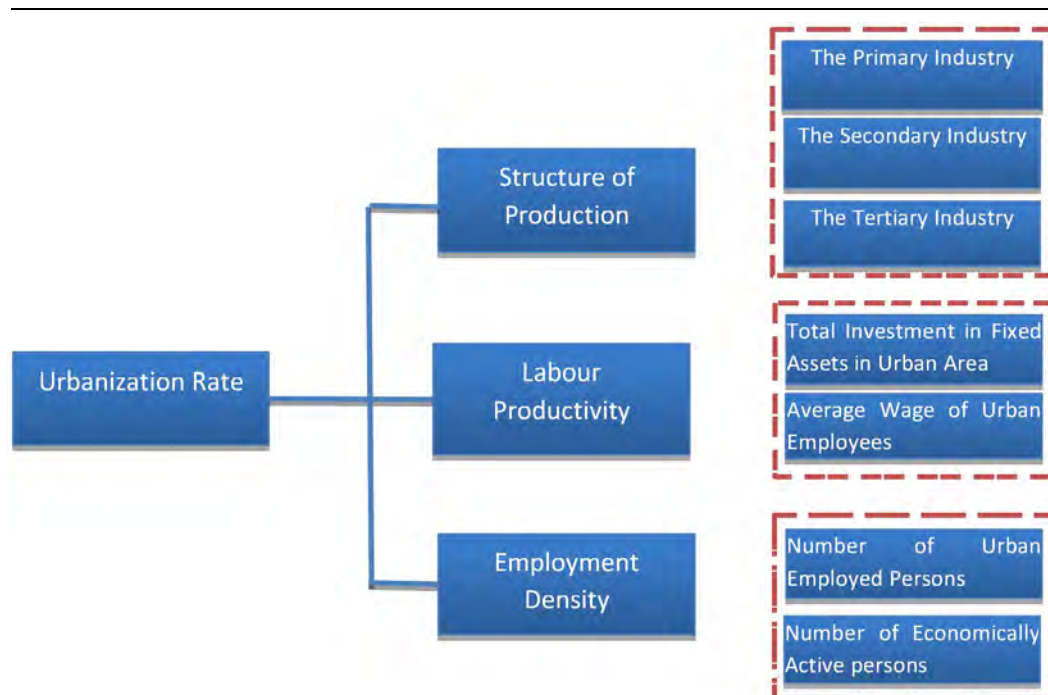 The Primary Industry
The Secondary Industry
The Tertiary Industry
Structure of
Production
Urbanization Rate
Labour
Productivity
Total Investment in Fixed
Assets in Urban Area
Average Wage of Urban
Employees
Employment
Density
Number of Urban
Employed Persons
Number of Economically
Active persons